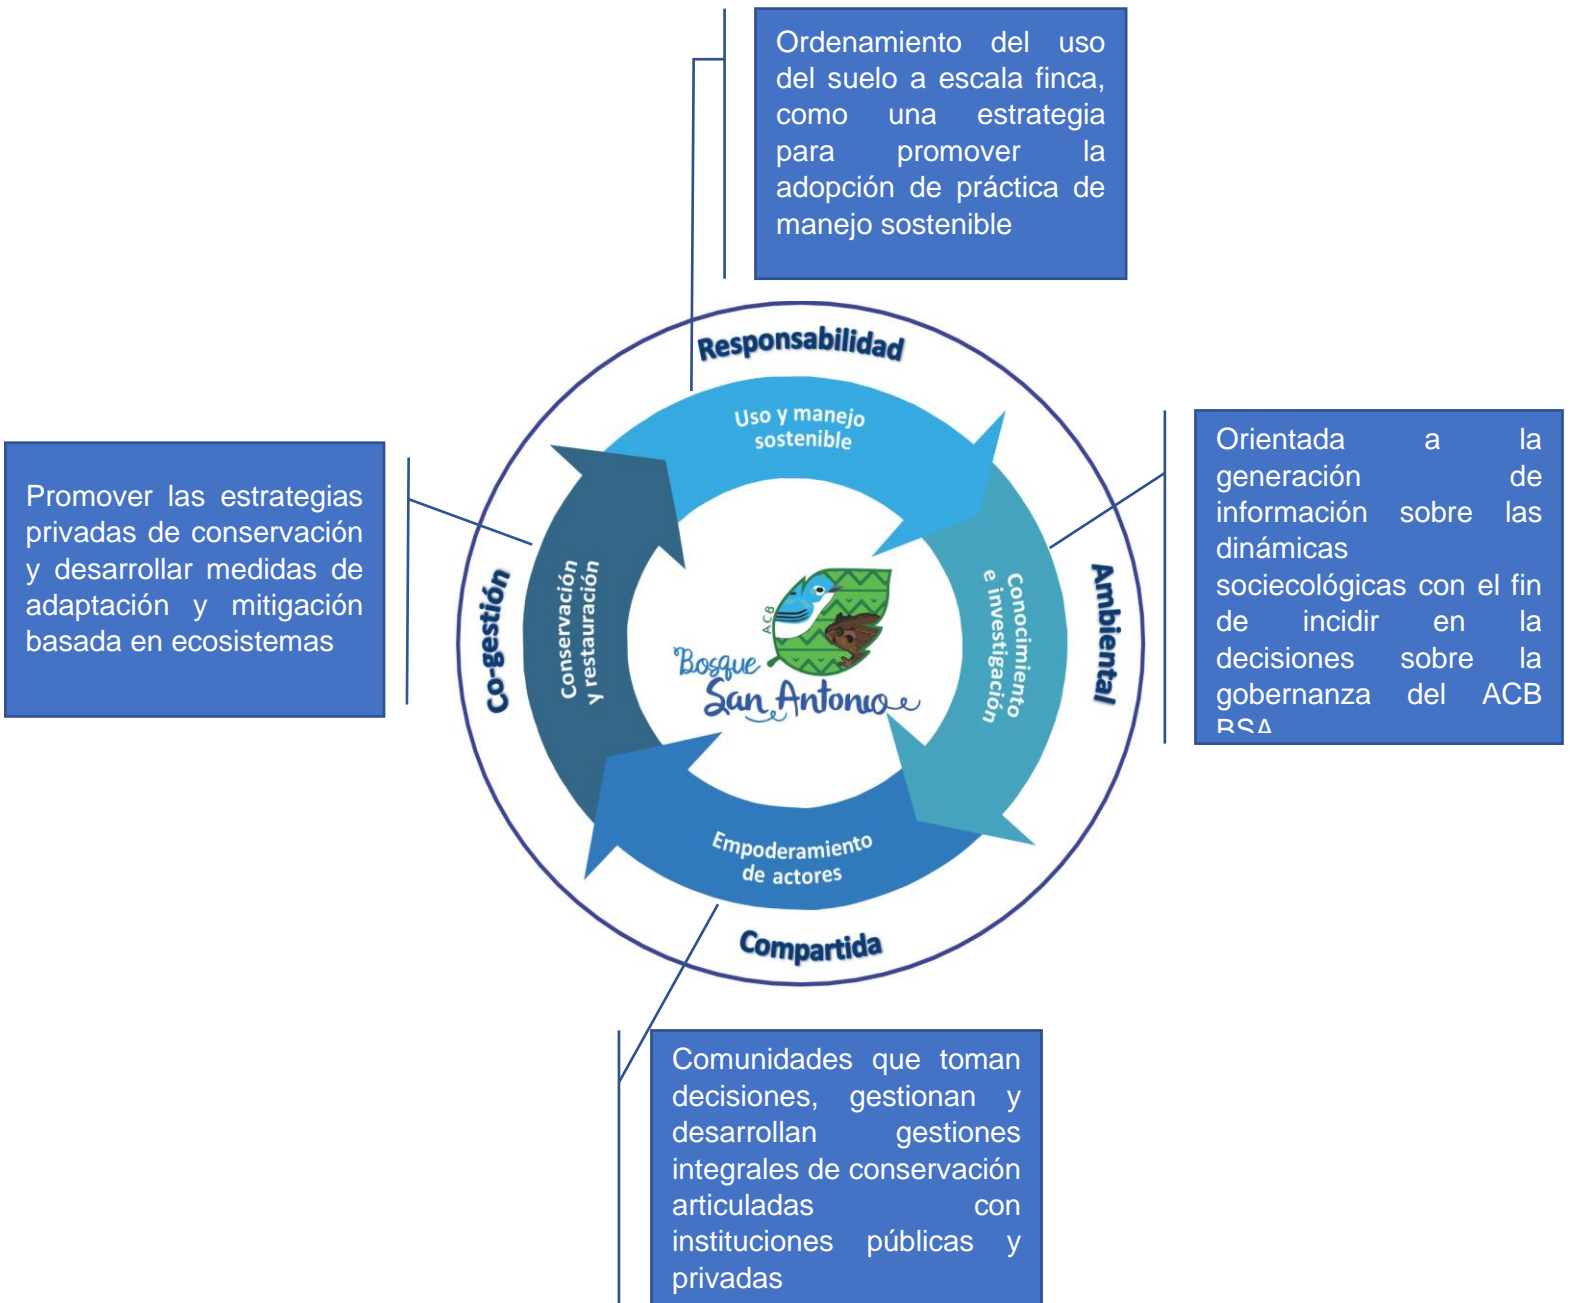 Ordenamiento del uso
del suelo a escala finca,
como una estrategia
para promover la
adopción de práctica de
manejo sostenible
Responsabilidad
Uso y manejo
sostenible
Orientada a la
generación de
información sobre las
dinámicas
sociecológicas con el fin
de incidir en la
decisiones sobre la
gobernanza del ACB
BSA
Promover las estrategias
privadas de conservación
y desarrollar medidas de
adaptación y mitigación
basada en ecosistemas
Co-gestión
Conservación
y restauración
ACB
Bosque
San Antonio
Conocimiento
e investigación
Ambiental
Empoderamiento
de actores
Compartida
Comunidades que toman
decisiones, gestionan y
desarrollan gestiones
integrales de conservación
articuladas con
instituciones públicas y
privadas